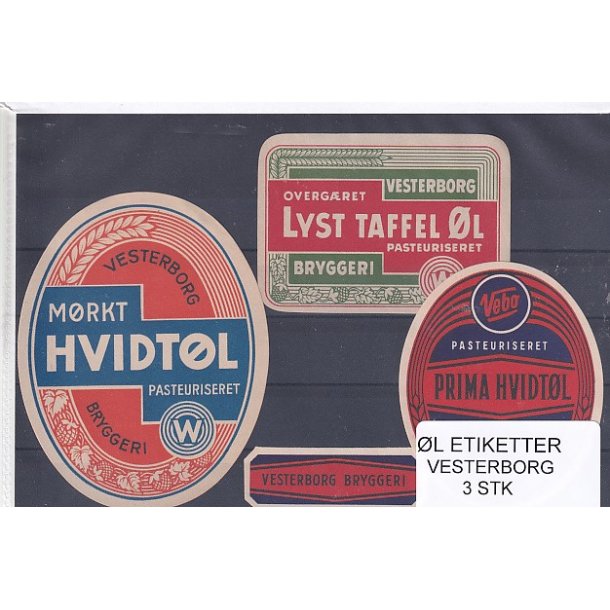 VESTERBORG
MØRKT
HVIDTØL
PASTEURISERET
BRYGGERI
W
OVERGÆRET
VESTERBORG
LYST TAFFEL ØL
PASTEURISERET
BRYGGERI
W
Vebo
PASTEURISERET
PRIMA HVIDTØL
VESTERBORG BRYGGERI
ØL ETIKETTER
VESTERBORG
3 STK